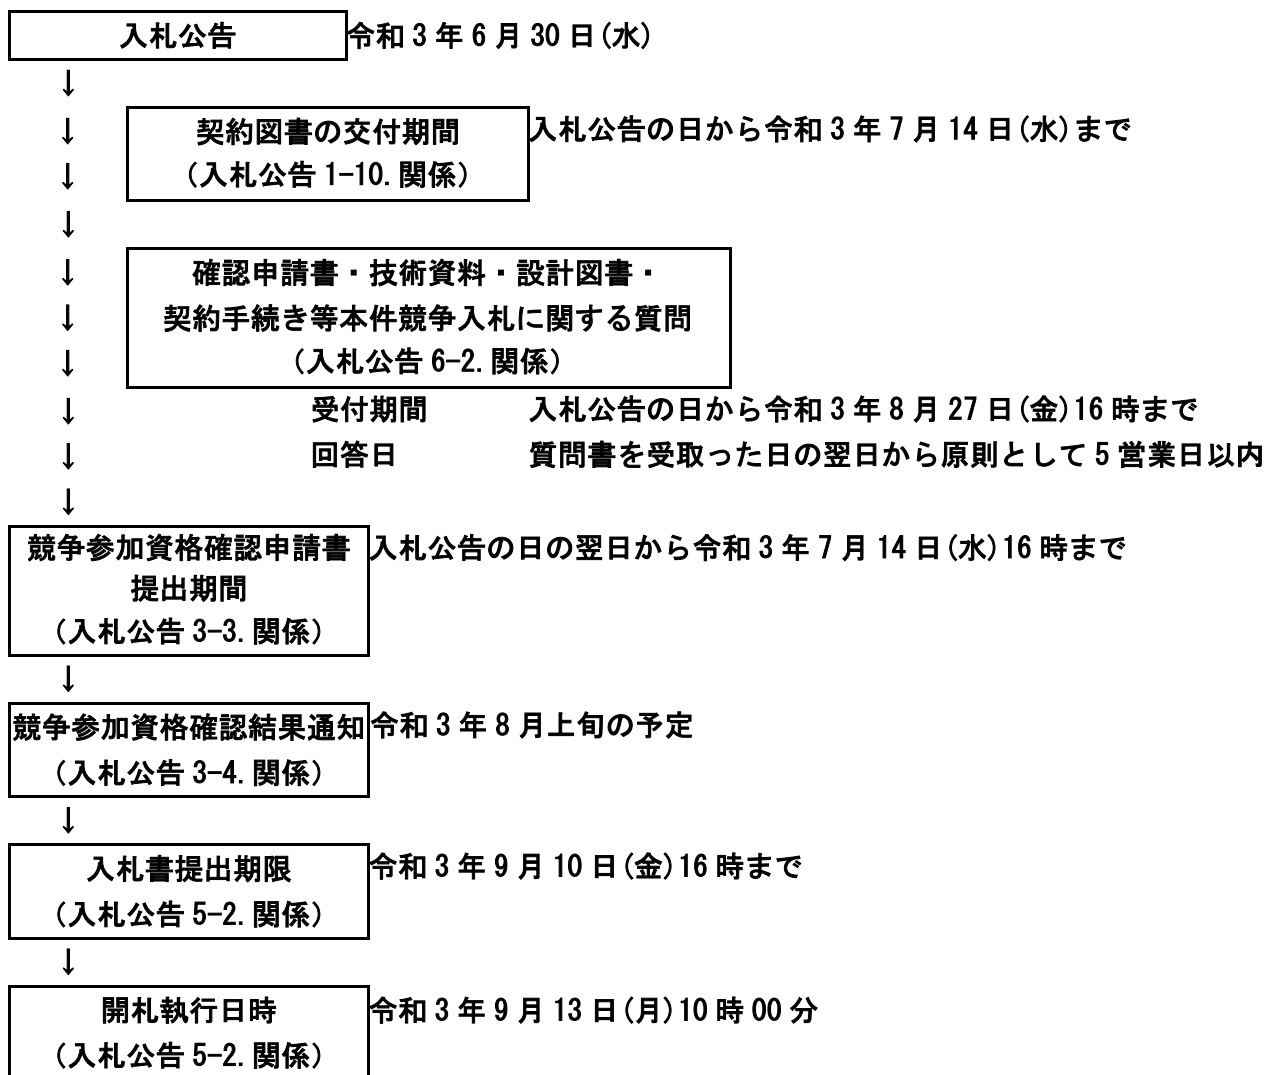 入札公告 令和3年6月30日(水)
↓
↓ 契約図書の交付期間 入札公告の日から令和3年7月14日(水)まで
↓ (入札公告1-10.関係)
↓
↓ 確認申請書・技術資料・設計図書・
↓ 契約手続き等本件競争入札に関する質問
↓ (入札公告6-2.関係)
↓ 受付期間 入札公告の日から令和3年8月27日(金)16時まで
↓ 回答日 質問書を受取った日の翌日から原則として5営業日以内
↓
競争参加資格確認申請書 入札公告の日の翌日から令和3年7月14日(水)16時まで
提出期間
(入札公告3-3.関係)
↓
競争参加資格確認結果通知 令和3年8月上旬の予定
(入札公告3-4.関係)
↓
入札書提出期限 令和3年9月10日(金)16時まで
(入札公告5-2.関係)
↓
開札執行日時 令和3年9月13日(月)10時00分
(入札公告5-2.関係)